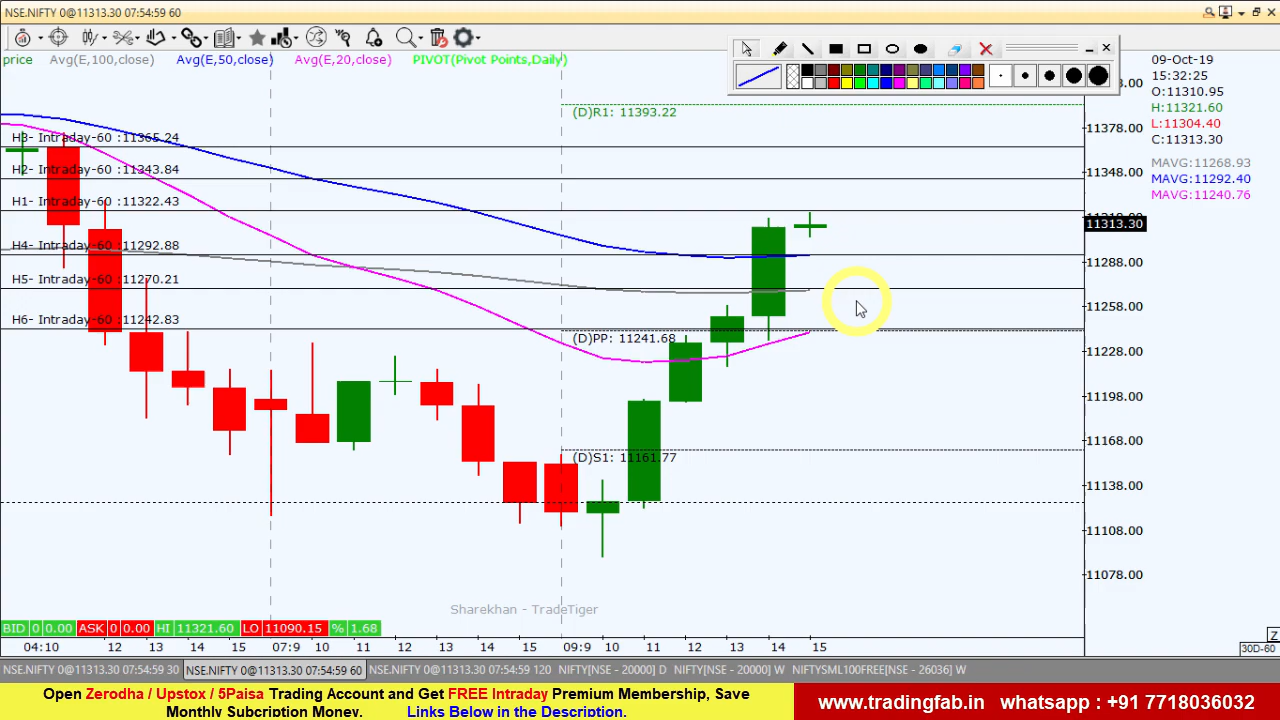 NSE.NIFTY 0@11313.30 07:54:59 60
price Avg(E,100,close) Avg(E,50,close) Avg(E,20,close) PIVOT(Pivot Points,Daily)
09-Oct-19
15:32:25
O:11310.95
H:11321.60
L:11304.40
C:11313.30
MAVG:11268.93
MAVG:11292.40
MAVG:11240.76
(D)R1: 11393.22
H3- Intraday-60 :11365.24
H2- Intraday-60 :11343.84
H1- Intraday-60 :11322.43
H4- Intraday-60 :11292.88
H5- Intraday-60 :11270.21
H6- Intraday-60 :11242.83
(D)PP: 11241.68
(D)S1: 11161.77
11378.00
11348.00
11313.30
11288.00
11258.00
11228.00
11198.00
11168.00
11138.00
11108.00
11078.00
Sharekhan - TradeTiger
BID 0 0.00 ASK 0 0.00 HI 11321.60 LO 11090.15 % 1.68
04:10 12 13 14 15 07:9 10 12 13 14 15 09:9 10 11 12 13 14 15
Z
30D-60
NSE.NIFTY 0@11313.30 07:54:59 30 NSE.NIFTY 0@11313.30 07:54:59 60 NSE.NIFTY 0@11313.30 07:54:59 120 NIFTY[NSE - 20000] D NIFTY[NSE - 20000] W NIFTYSML100FREE[NSE - 26036] W
Open Zerodha / Upstox / 5Paisa Trading Account and Get FREE Intraday Premium Membership, Save
Monthly Subcription Money. Links Below in the Description.
www.tradingfab.in whatsapp : +91 7718036032